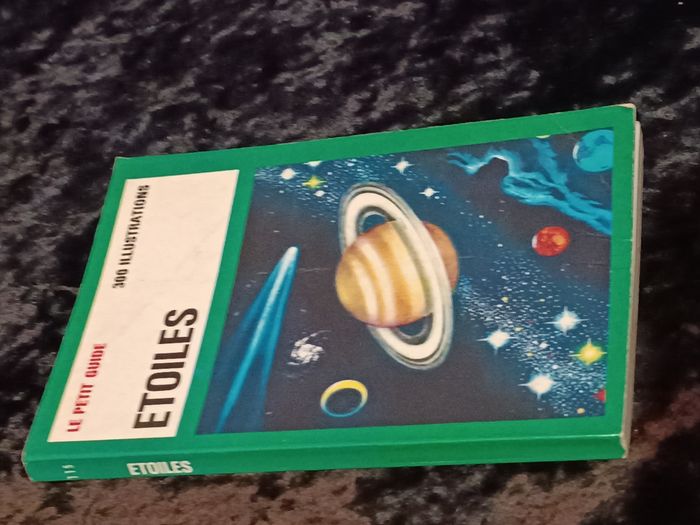 LE PETIT GUIDE
300 ILLUSTRATIONS
ETOILES
ETOILES